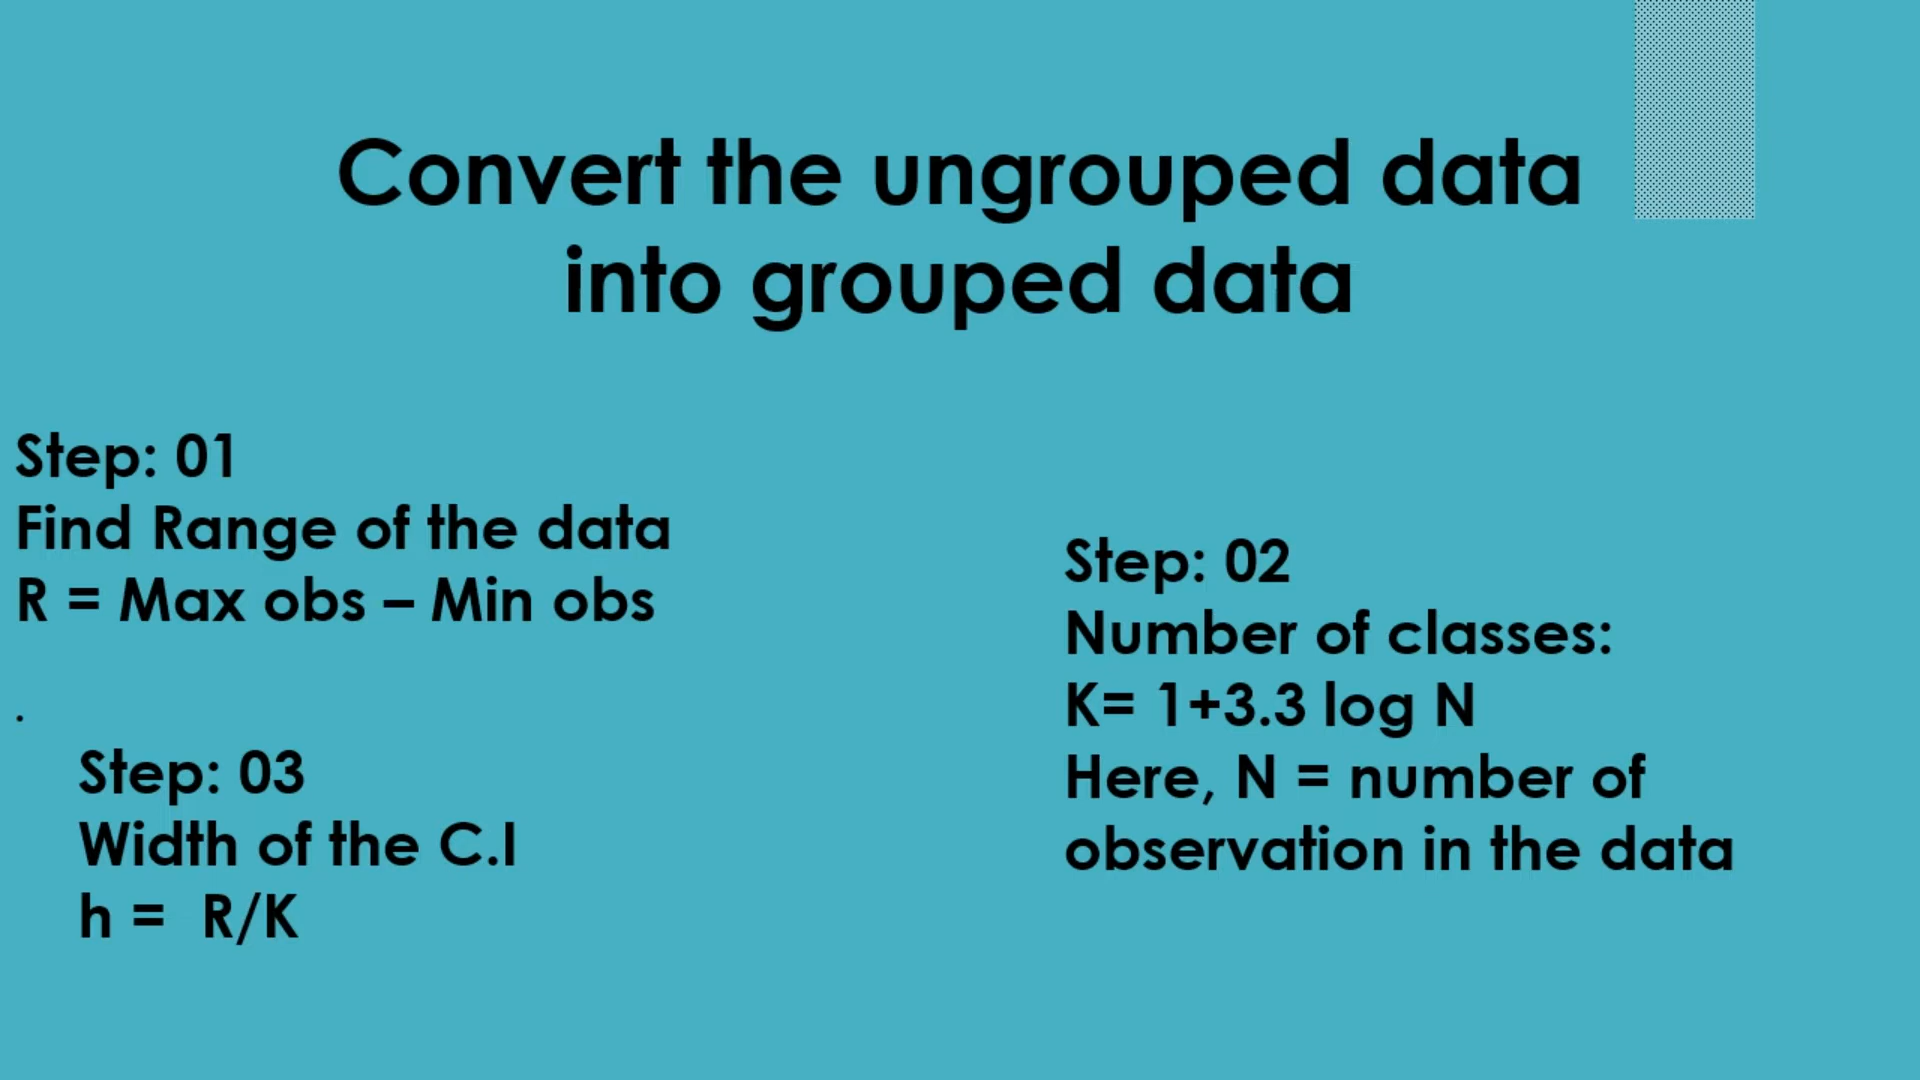 Convert the ungrouped data
into grouped data
Step: 01
Find Range of the data
R = Max obs – Min obs
.
Step: 02
Number of classes:
K= 1+3.3 log N
Here, N = number of
observation in the data
Step: 03
Width of the C.I
h =  R/K